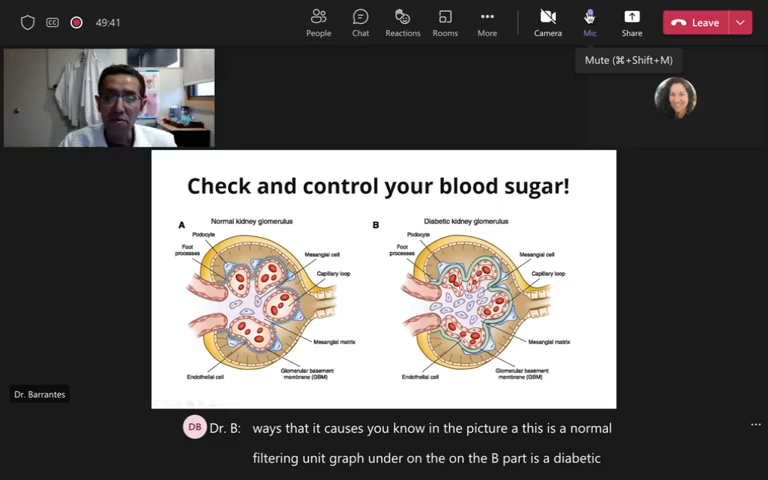 49:41
People
Chat
Reactions
Rooms
More
Camera
Mic
Share
Leave
Mute (⌘+Shift+M)
Check and control your blood sugar!
A
Normal kidney glomerulus
Podocyte
Foot
processes
Mesangial cell
Capillary loop
Mesangial matrix
Glomerular basement
membrane (GBM)
Endothelial cell
B
Diabetic kidney glomerulus
Podocyte
Foot
processes
Mesangial cell
Capillary loop
Mesangial matrix
Glomerular basement
membrane (GBM)
Endothelial cell
Dr. Barrantes
DB Dr. B: ways that it causes you know in the picture a this is a normal
filtering unit graph under on the on the B part is a diabetic